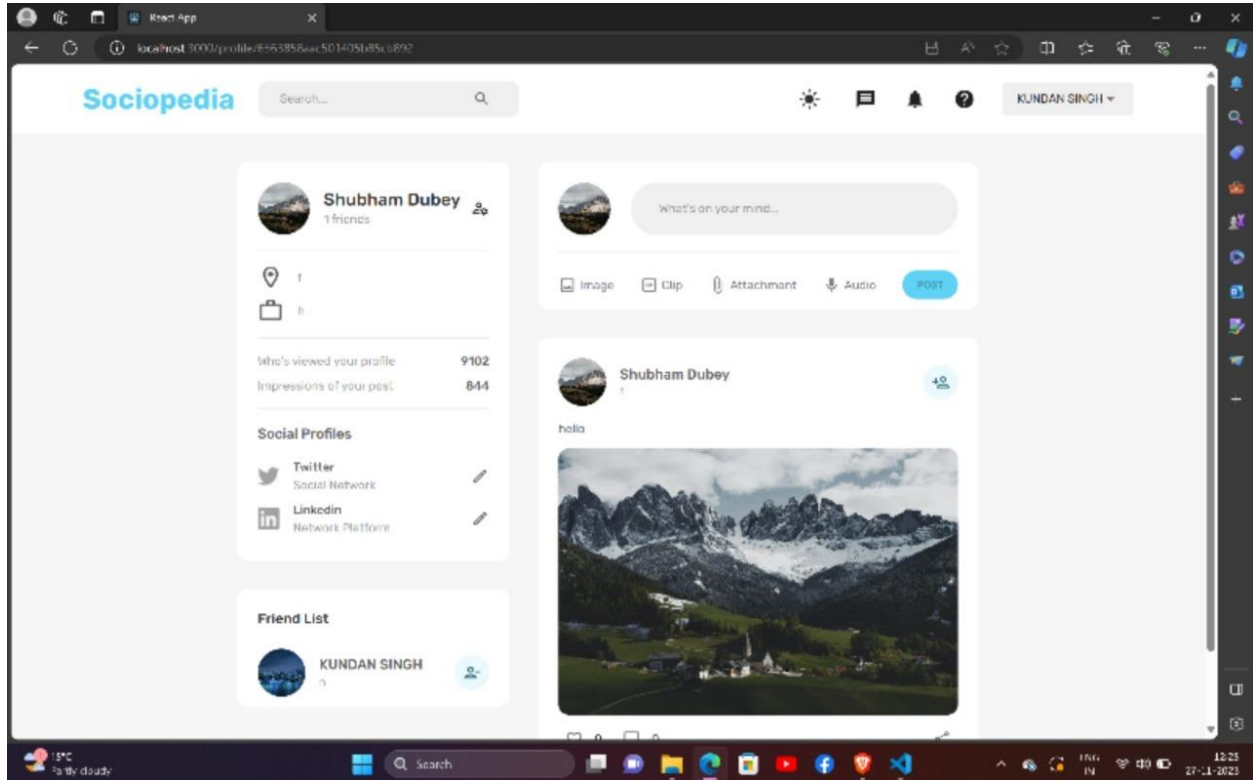 React App
localhost:3000/profile/6563858aac501405b85cb892
Sociopedia
Search...
KUNDAN SINGH
Shubham Dubey
1 friends
f
h
Who's viewed your profile 9102
Impressions of your post 844
Social Profiles
Twitter
Social Network
Linkedin
Network Platform
Friend List
KUNDAN SINGH
What's on your mind...
Image Clip Attachment Audio POST
Shubham Dubey
f
hello
0 0
Partly cloudy
Search
ENG
IN
12:25
27-11-2023